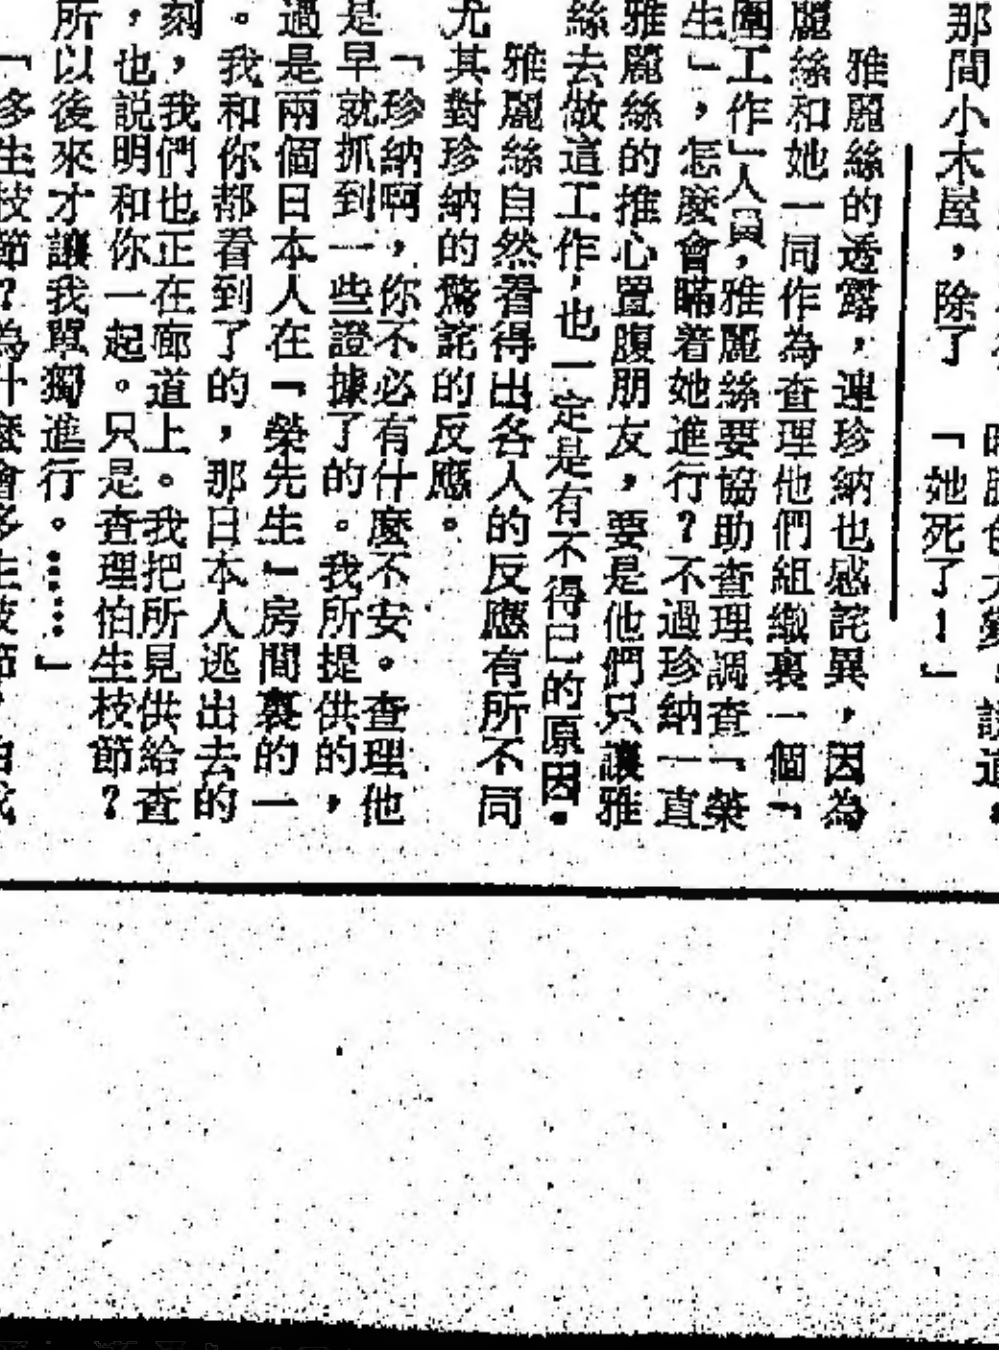 那間小木屋，除了
「她死了！」
雅麗絲的透露，連珍納也感詫異，因為
麗絲和她一同作為查理他們組織裏一個「
圍工作」人員，雅麗絲要協助查理調查「榮
生」，怎麼會瞞着她進行？不過珍納一直
雅麗絲的推心置腹朋友，要是他們只讓雅
絲去做這工作，也一定是有不得已的原因。
雅麗絲自然看得出各人的反應有所不同
尤其對珍納的驚詫的反應。
「珍納啊，你不必有什麼不安。查理他
是早就抓到一些證據了的。我所提供的，
過是兩個日本人在「榮先生」房間裏的一
。我和你都看到了的，那日本人逃出去的
刻，我們也正在廊道上。我把所見供給查
，也説明和你一起。只是查理怕生枝節？
所以後來才讓我單獨進行。……」
「多生枝節？為什麼會多生枝節？由我